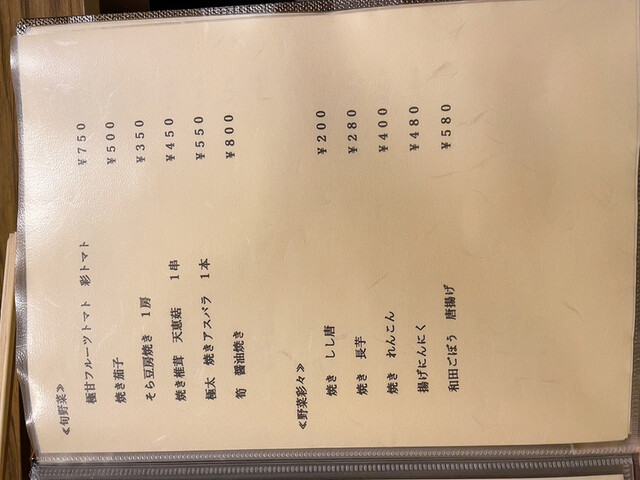 ≪旬野菜≫
極甘フルーツトマト 彩トマト ¥750
焼き茄子 ¥500
そら豆房焼き 1房 ¥350
焼き椎茸 天恵菇 1串 ¥450
極太 焼きアスパラ 1本 ¥550
筍 醤油焼き ¥800
≪野菜彩々≫
焼き しし唐 ¥200
焼き 長芋 ¥280
焼き れんこん ¥400
揚げにんにく ¥480
和田ごぼう 唐揚げ ¥580